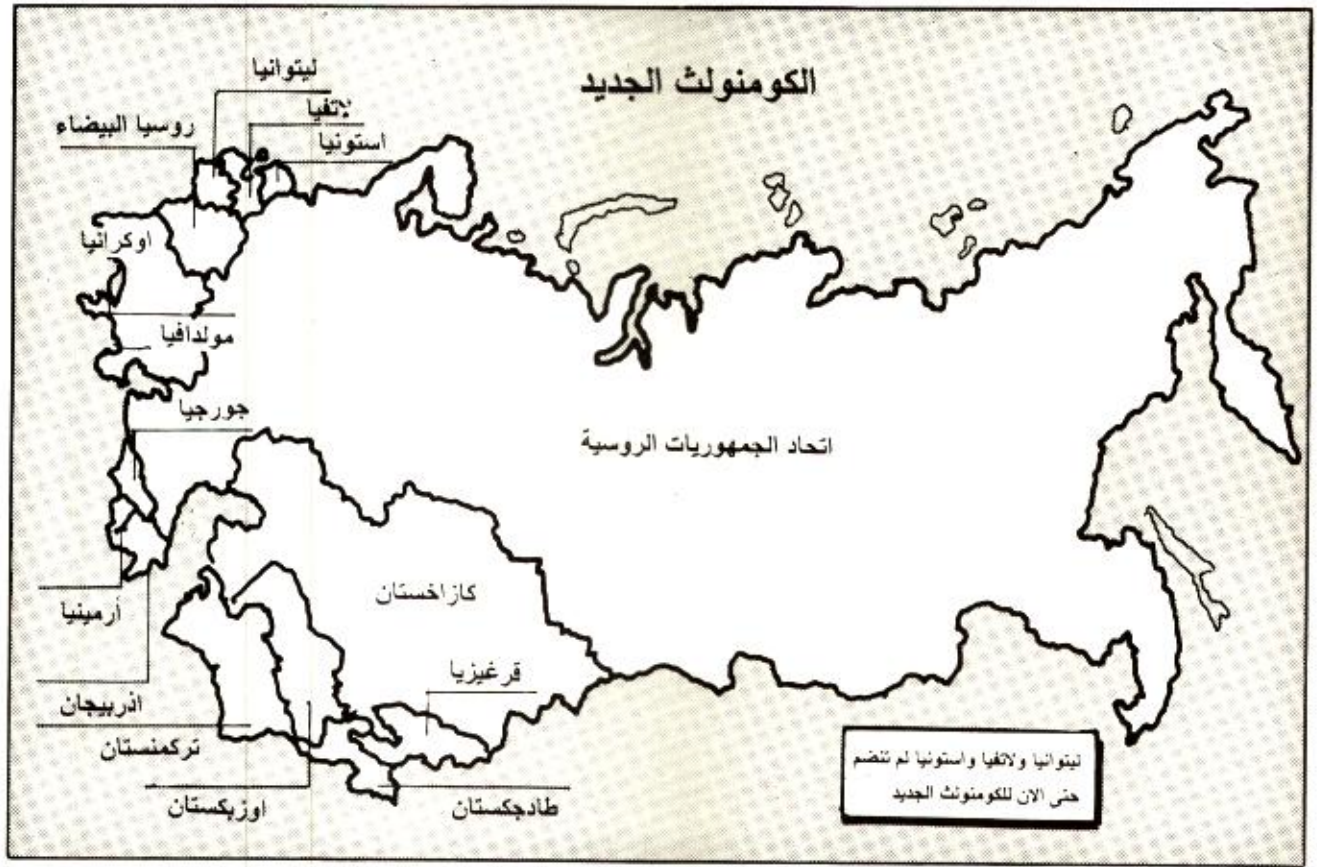 الكومنولث الجديد
ليتوانيا
لاتفيا
روسيا البيضاء
استونيا
اوكرانيا
مولدافيا
جورجيا
اتحاد الجمهوريات الروسية
كازاخستان
أرمينيا
قرغيزيا
اذربيجان
تركمنستان
اوزبكستان
طادجكستان
ليتوانيا ولاتفيا واستونيا لم تنضم
حتى الان للكومنولث الجديد